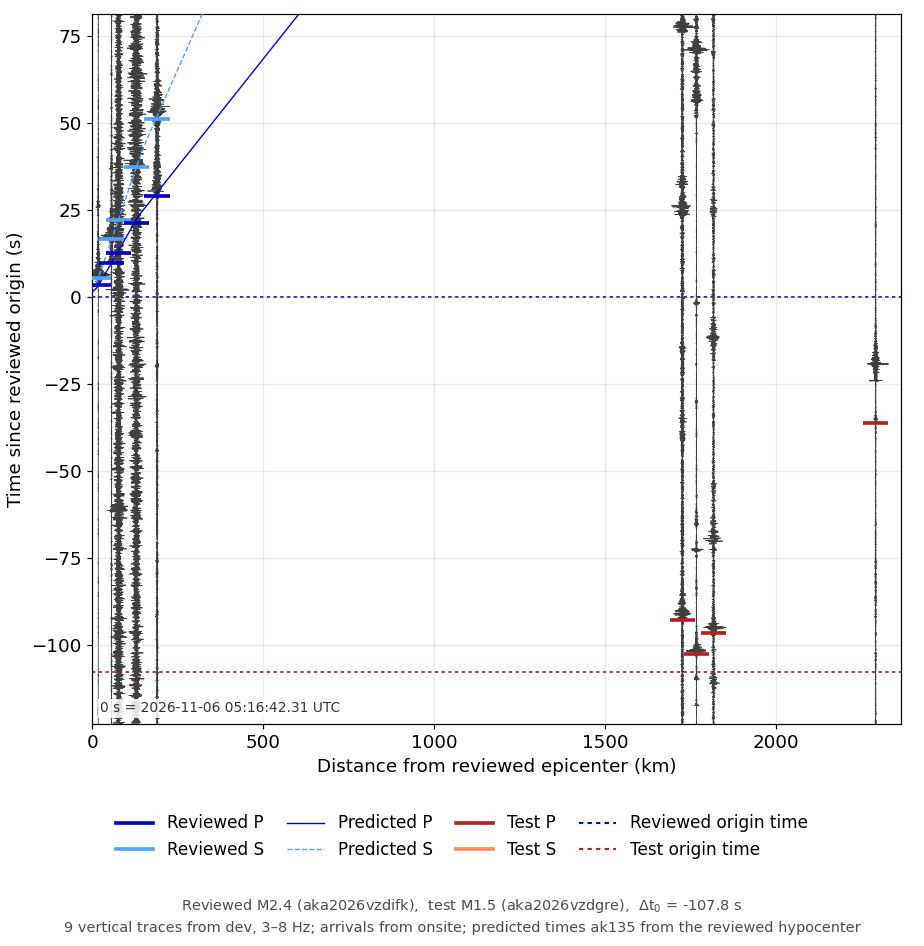 75
50
25
0
−25
−50
−75
−100
Time since reviewed origin (s)
0 s = 2026-11-06 05:16:42.31 UTC
0 500 1000 1500 2000
Distance from reviewed epicenter (km)
Reviewed P Predicted P Test P Reviewed origin time
Reviewed S Predicted S Test S Test origin time
Reviewed M2.4 (aka2026vzdifk), test M1.5 (aka2026vzdgre), Δt₀ = -107.8 s
9 vertical traces from dev, 3–8 Hz; arrivals from onsite; predicted times ak135 from the reviewed hypocenter